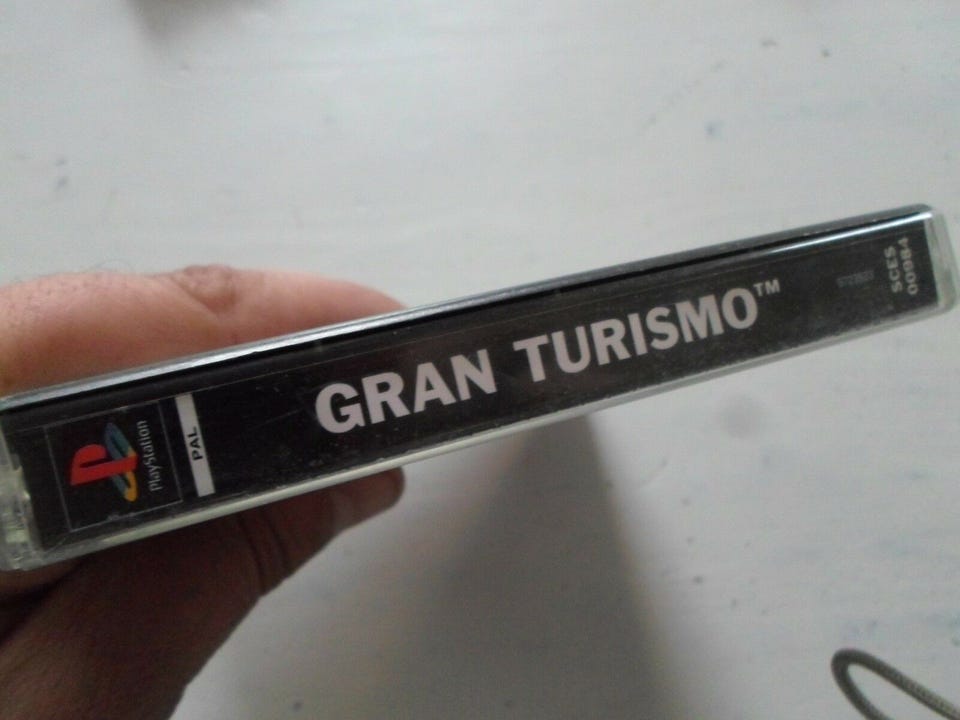 PlayStation
PAL
GRAN TURISMO™
SCES
00984